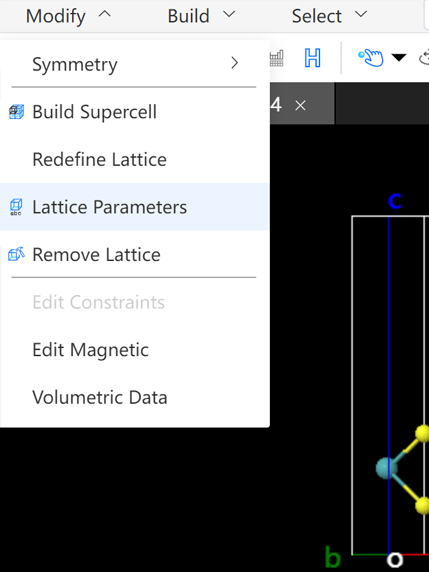 Modify Build Select
Symmetry
4
Build Supercell
Redefine Lattice
Lattice Parameters
abc
Remove Lattice
Edit Constraints
Edit Magnetic
Volumetric Data
c
b o